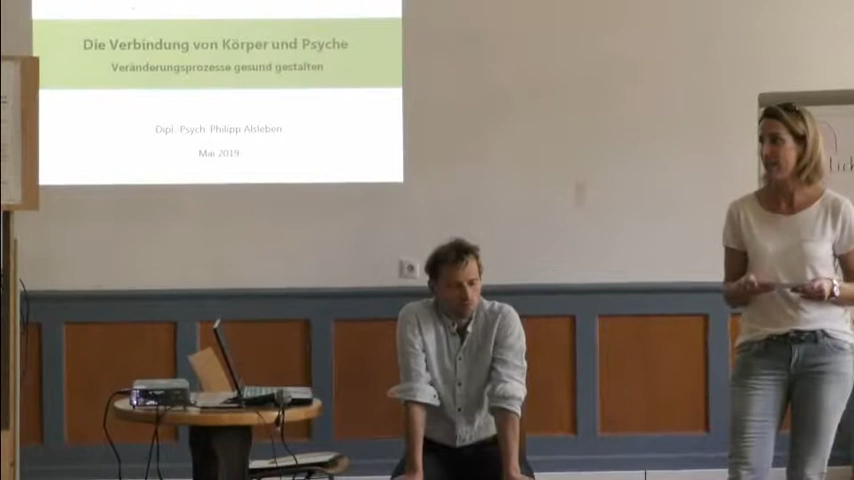 Die Verbindung von Körper und Psyche
Veränderungsprozesse gesund gestalten
Dipl. Psych. Philipp Alsleben
Mai 2019